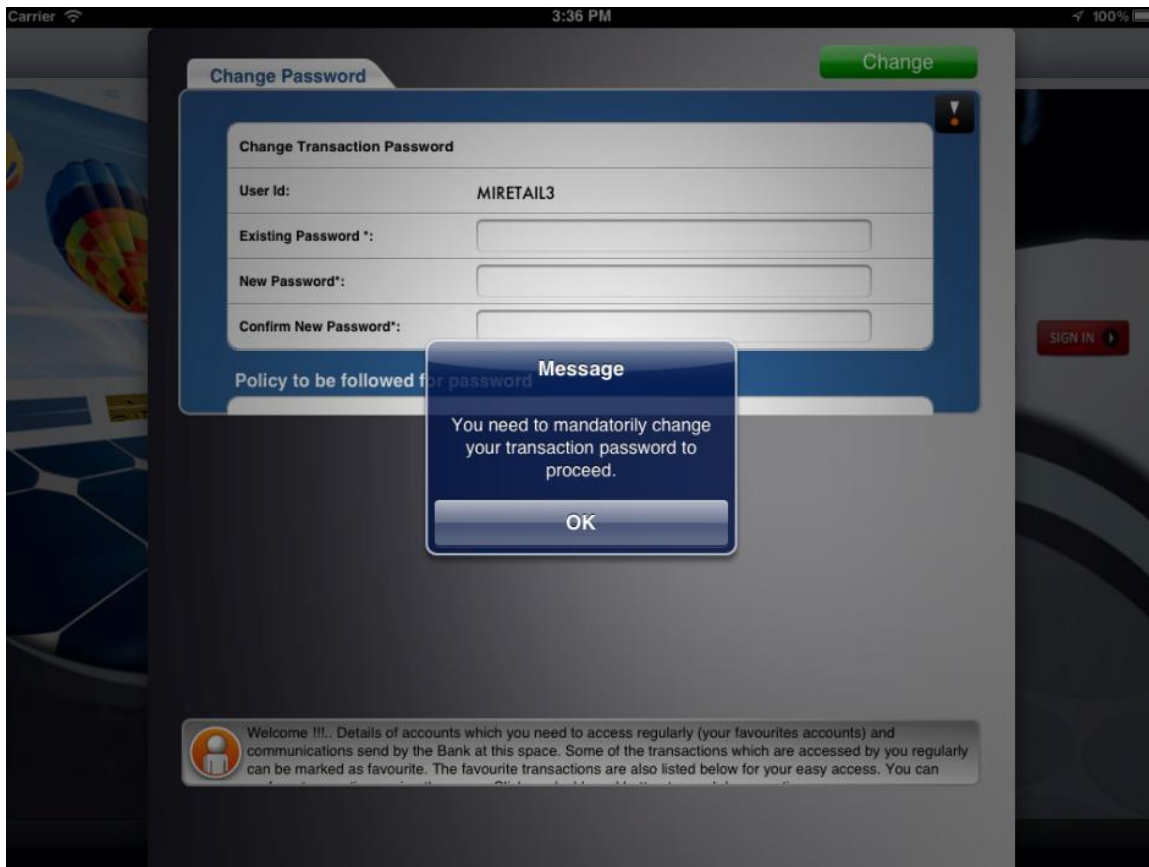 Carrier
3:36 PM
100%
Change
Change Password
Change Transaction Password
User Id:
MIRETAIL3
Existing Password *:
New Password*:
Confirm New Password*:
SIGN IN
Policy to be followed for password
Message
You need to mandatorily change
your transaction password to
proceed.
OK
Welcome !!!.. Details of accounts which you need to access regularly (your favourites accounts) and
communications send by the Bank at this space. Some of the transactions which are accessed by you regularly
can be marked as favourite. The favourite transactions are also listed below for your easy access. You can